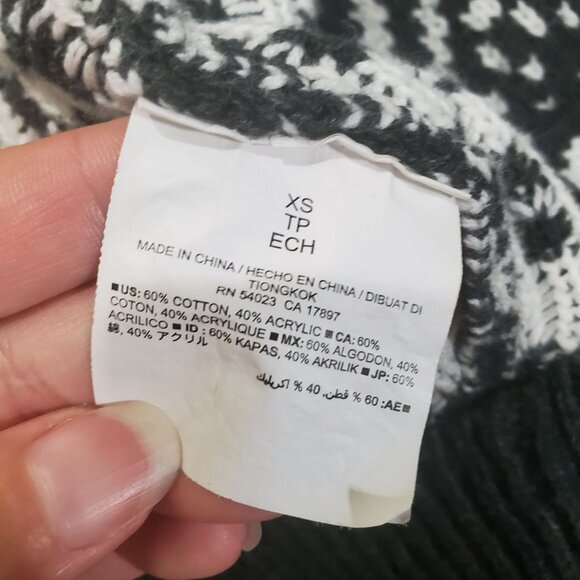 XS
TP
ECH
MADE IN CHINA / HECHO EN CHINA / DIBUAT DI
TIONGKOK
RN 54023 CA 17897
■US: 60% COTTON, 40% ACRYLIC ■CA: 60%
COTON, 40% ACRYLIQUE ■MX: 60% ALGODON, 40%
ACRILICO ■ID : 60% KAPAS, 40% AKRILIK ■JP: 60%
綿, 40% アクリル
■AE: 60 % قطن, 40 % اكريليك